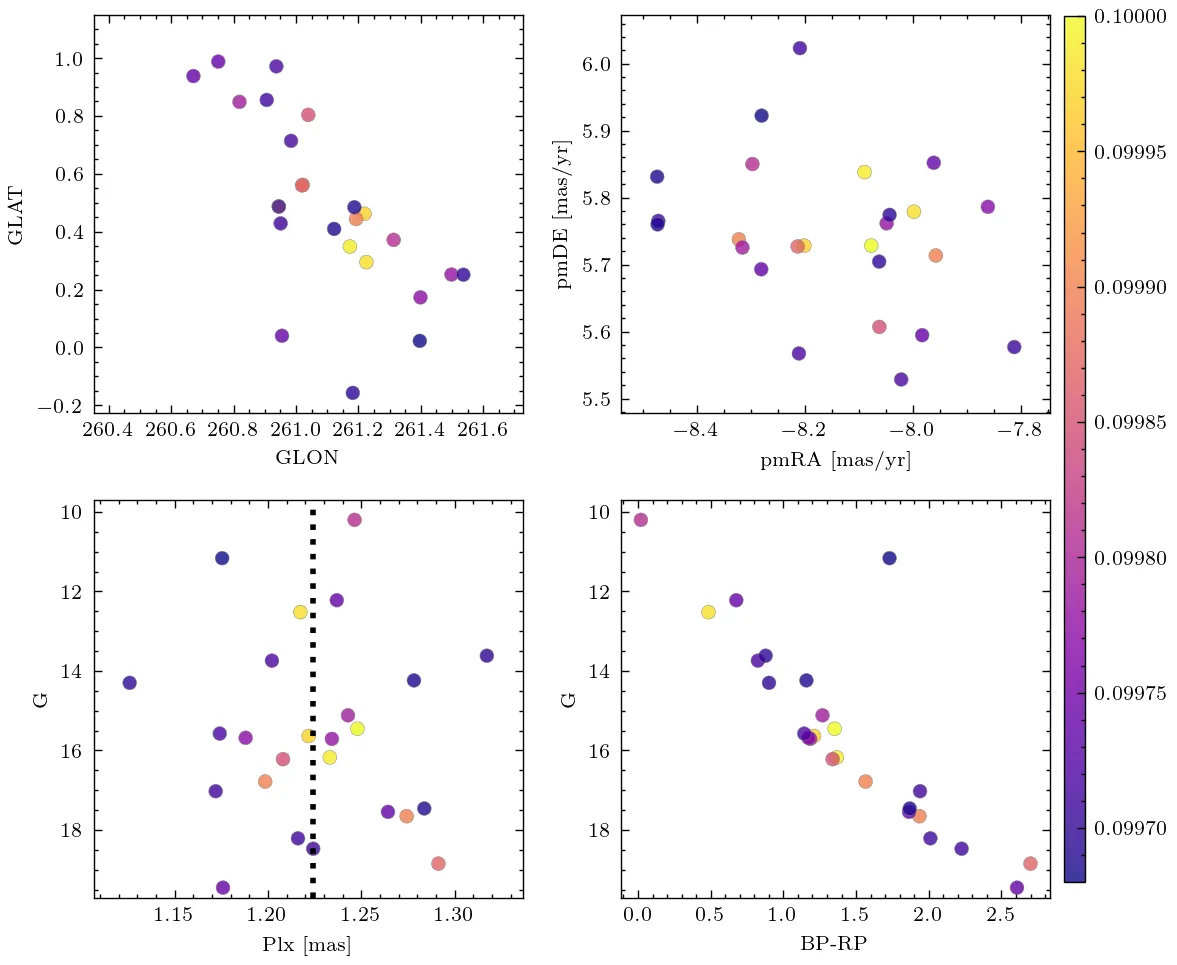 1.0
0.8
0.6
0.4
0.2
0.0
−0.2
GLAT
260.4 260.6 260.8 261.0 261.2 261.4 261.6
GLON
6.0
5.9
5.8
5.7
5.6
5.5
pmDE [mas/yr]
−8.4 −8.2 −8.0 −7.8
pmRA [mas/yr]
0.10000
0.09995
0.09990
0.09985
0.09980
0.09975
0.09970
10
12
14
16
18
G
1.15 1.20 1.25 1.30
Plx [mas]
10
12
14
16
18
G
0.0 0.5 1.0 1.5 2.0 2.5
BP-RP